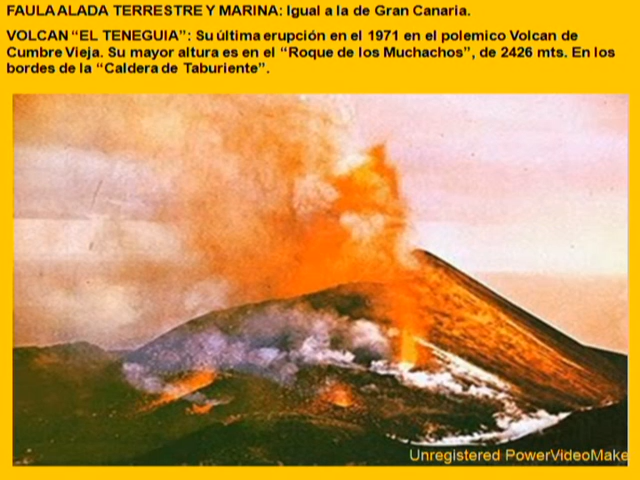 FAULA ALADA TERRESTRE Y MARINA: Igual a la de Gran Canaria.
VOLCAN “EL TENEGUIA”: Su última erupción en el 1971 en el polemico Volcan de
Cumbre Vieja. Su mayor altura es en el “Roque de los Muchachos”, de 2426 mts. En los
bordes de la “Caldera de Taburiente”.
Unregistered PowerVideoMake